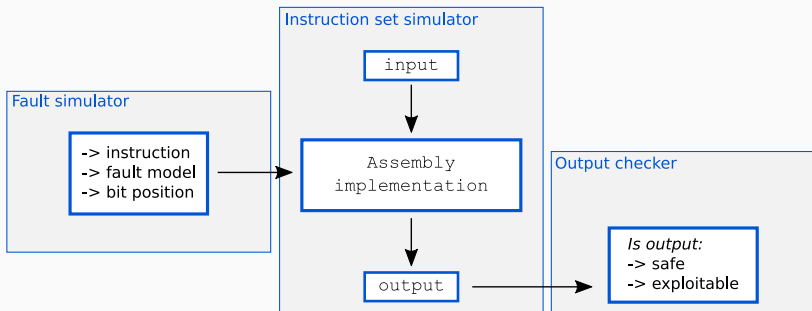 Instruction set simulator
input
Fault simulator
-> instruction
-> fault model
-> bit position
Assembly
implementation
Output checker
Is output:
-> safe
-> exploitable
output